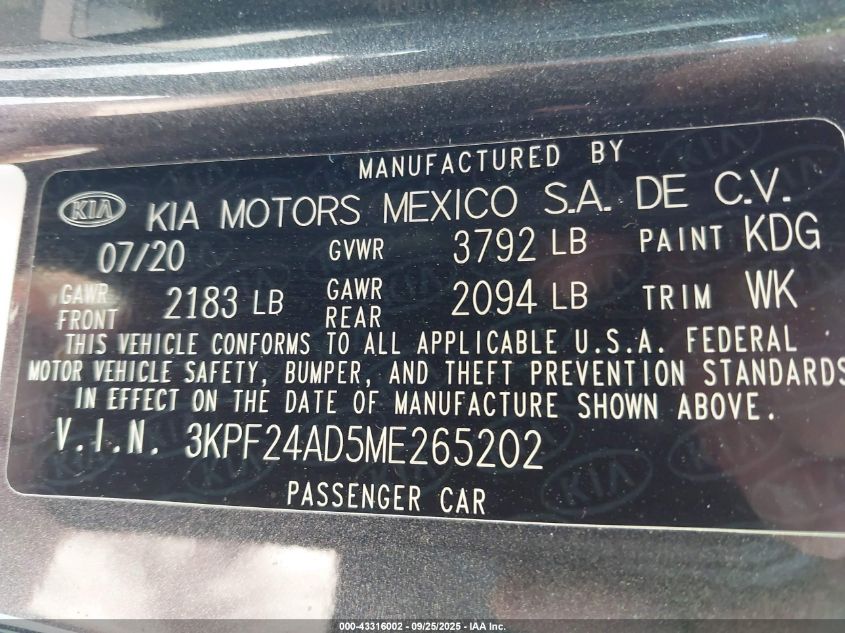 MANUFACTURED BY
KIA KIA MOTORS MEXICO S.A. DE C.V.
07/20 GVWR 3792 LB PAINT KDG
GAWR FRONT 2183 LB GAWR REAR 2094 LB TRIM WK
THIS VEHICLE CONFORMS TO ALL APPLICABLE U.S.A. FEDERAL
MOTOR VEHICLE SAFETY, BUMPER, AND THEFT PREVENTION STANDARDS
IN EFFECT ON THE DATE OF MANUFACTURE SHOWN ABOVE.
V.I.N. 3KPF24AD5ME265202
PASSENGER CAR
000-43316002 - 09/25/2025 - IAA Inc.